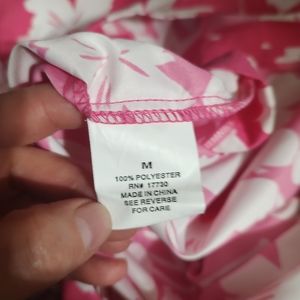 M
100% POLYESTER
RN# 17730
MADE IN CHINA
SEE REVERSE
FOR CARE